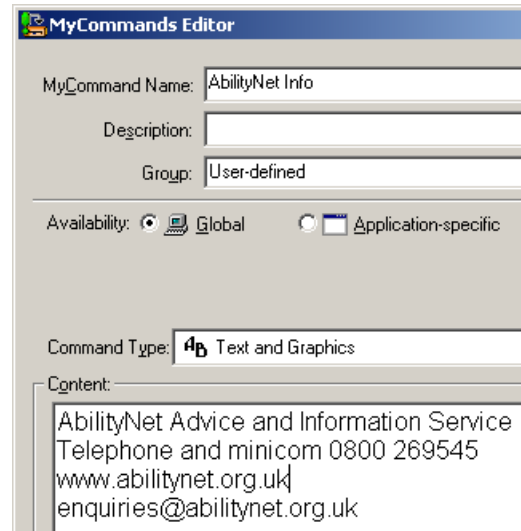 MyCommands Editor
MyCommand Name: AbilityNet Info
Description:
Group: User-defined
Availability: Global Application-specific
Command Type: AB Text and Graphics
Content:
AbilityNet Advice and Information Service
Telephone and minicom 0800 269545
www.abilitynet.org.uk
enquiries@abilitynet.org.uk